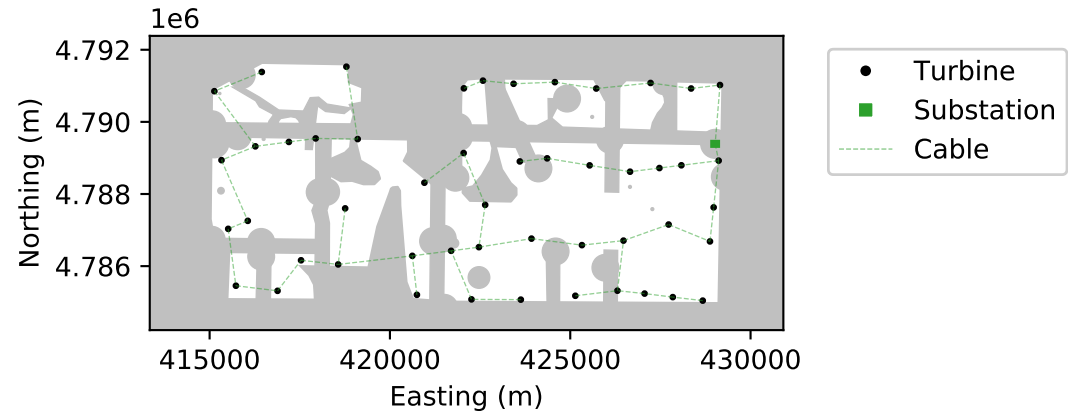 1e6
4.792
4.790
4.788
4.786
Northing (m)
415000 420000 425000 430000
Easting (m)
Turbine
Substation
Cable